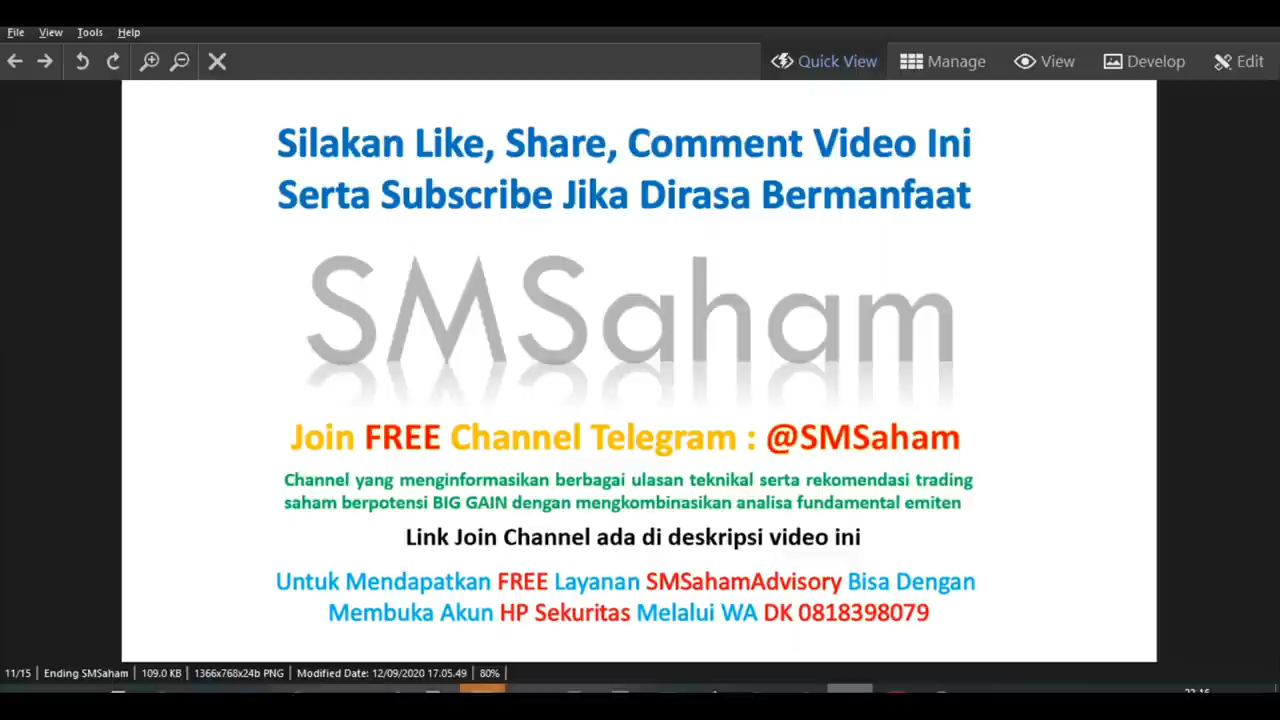 File View Tools Help
Quick View Manage View Develop Edit
Silakan Like, Share, Comment Video Ini
Serta Subscribe Jika Dirasa Bermanfaat
SMSaham
Join FREE Channel Telegram : @SMSaham
Channel yang menginformasikan berbagai ulasan teknikal serta rekomendasi trading
saham berpotensi BIG GAIN dengan mengkombinasikan analisa fundamental emiten
Link Join Channel ada di deskripsi video ini
Untuk Mendapatkan FREE Layanan SMSahamAdvisory Bisa Dengan
Membuka Akun HP Sekuritas Melalui WA DK 0818398079
11/15 Ending SMSaham 109.0 KB 1366x768x24b PNG Modified Date: 12/09/2020 17.05.49 80%